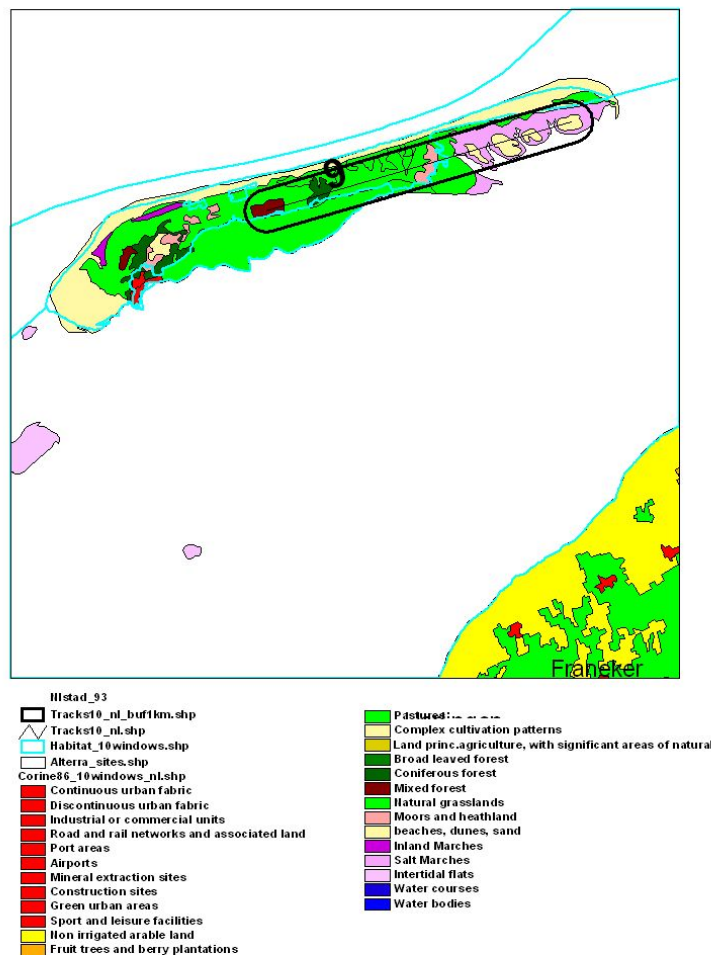 Franeker
Nlstad_93
Tracks10_nl_buf1km.shp
Tracks10_nl.shp
Habitat_10windows.shp
Alterra_sites.shp
Corine86_10windows_nl.shp
Continuous urban fabric
Discontinuous urban fabric
Industrial or commercial units
Road and rail networks and associated land
Port areas
Airports
Mineral extraction sites
Construction sites
Green urban areas
Sport and leisure facilities
Non irrigated arable land
Fruit trees and berry plantations
Pastures
Complex cultivation patterns
Land princ.agriculture, with significant areas of natural
Broad leaved forest
Coniferous forest
Mixed forest
Natural grasslands
Moors and heathland
beaches, dunes, sand
Inland Marches
Salt Marches
Intertidal flats
Water courses
Water bodies